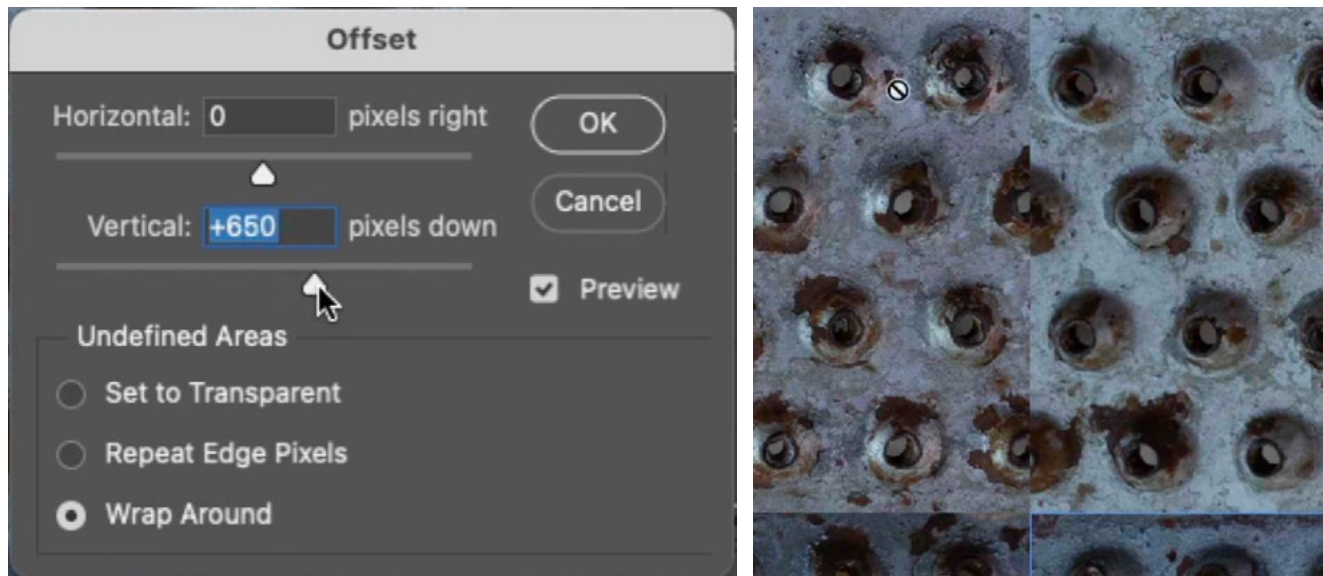 Offset
Horizontal: 0 pixels right
OK
Vertical: +650 pixels down
Cancel
Preview
Undefined Areas
Set to Transparent
Repeat Edge Pixels
Wrap Around